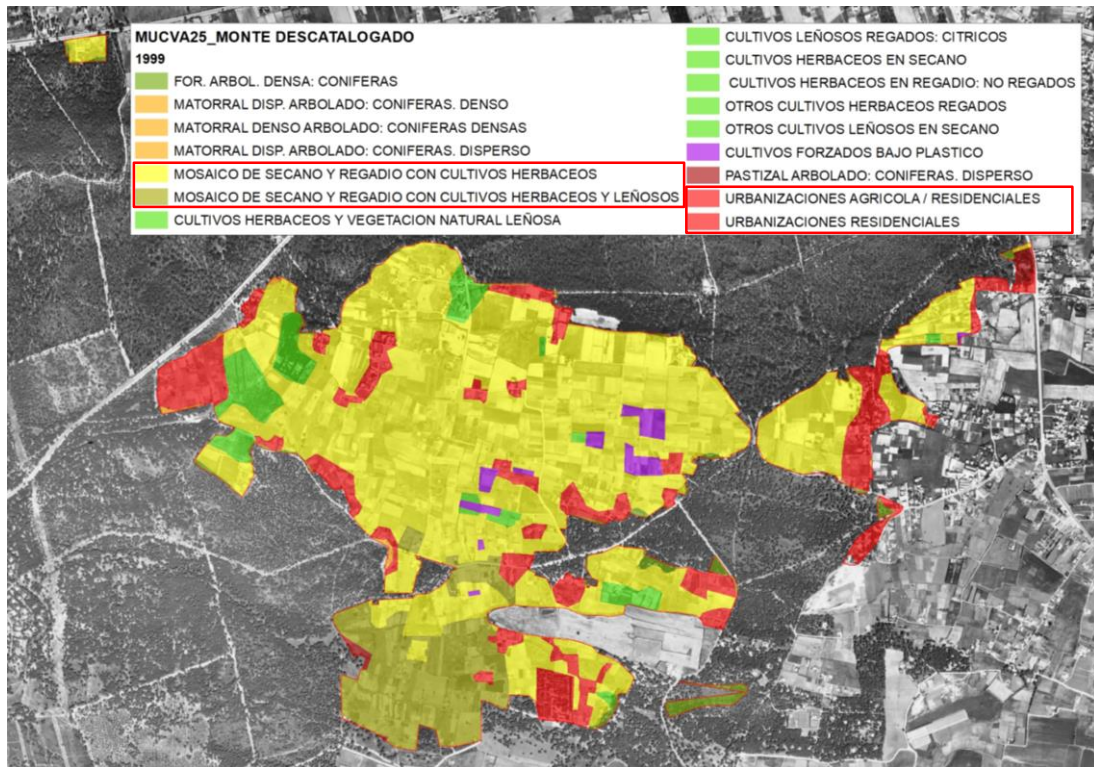 MUCVA25_MONTE DESCATALOGADO
1999
FOR. ARBOL. DENSA: CONIFERAS
MATORRAL DISP. ARBOLADO: CONIFERAS. DENSO
MATORRAL DENSO ARBOLADO: CONIFERAS DENSAS
MATORRAL DISP. ARBOLADO: CONIFERAS. DISPERSO
MOSAICO DE SECANO Y REGADIO CON CULTIVOS HERBACEOS
MOSAICO DE SECANO Y REGADIO CON CULTIVOS HERBACEOS Y LEÑOSOS
CULTIVOS HERBACEOS Y VEGETACION NATURAL LEÑOSA
CULTIVOS LEÑOSOS REGADOS: CITRICOS
CULTIVOS HERBACEOS EN SECANO
CULTIVOS HERBACEOS EN REGADIO: NO REGADOS
OTROS CULTIVOS HERBACEOS REGADOS
OTROS CULTIVOS LEÑOSOS EN SECANO
CULTIVOS FORZADOS BAJO PLASTICO
PASTIZAL ARBOLADO: CONIFERAS. DISPERSO
URBANIZACIONES AGRICOLA / RESIDENCIALES
URBANIZACIONES RESIDENCIALES